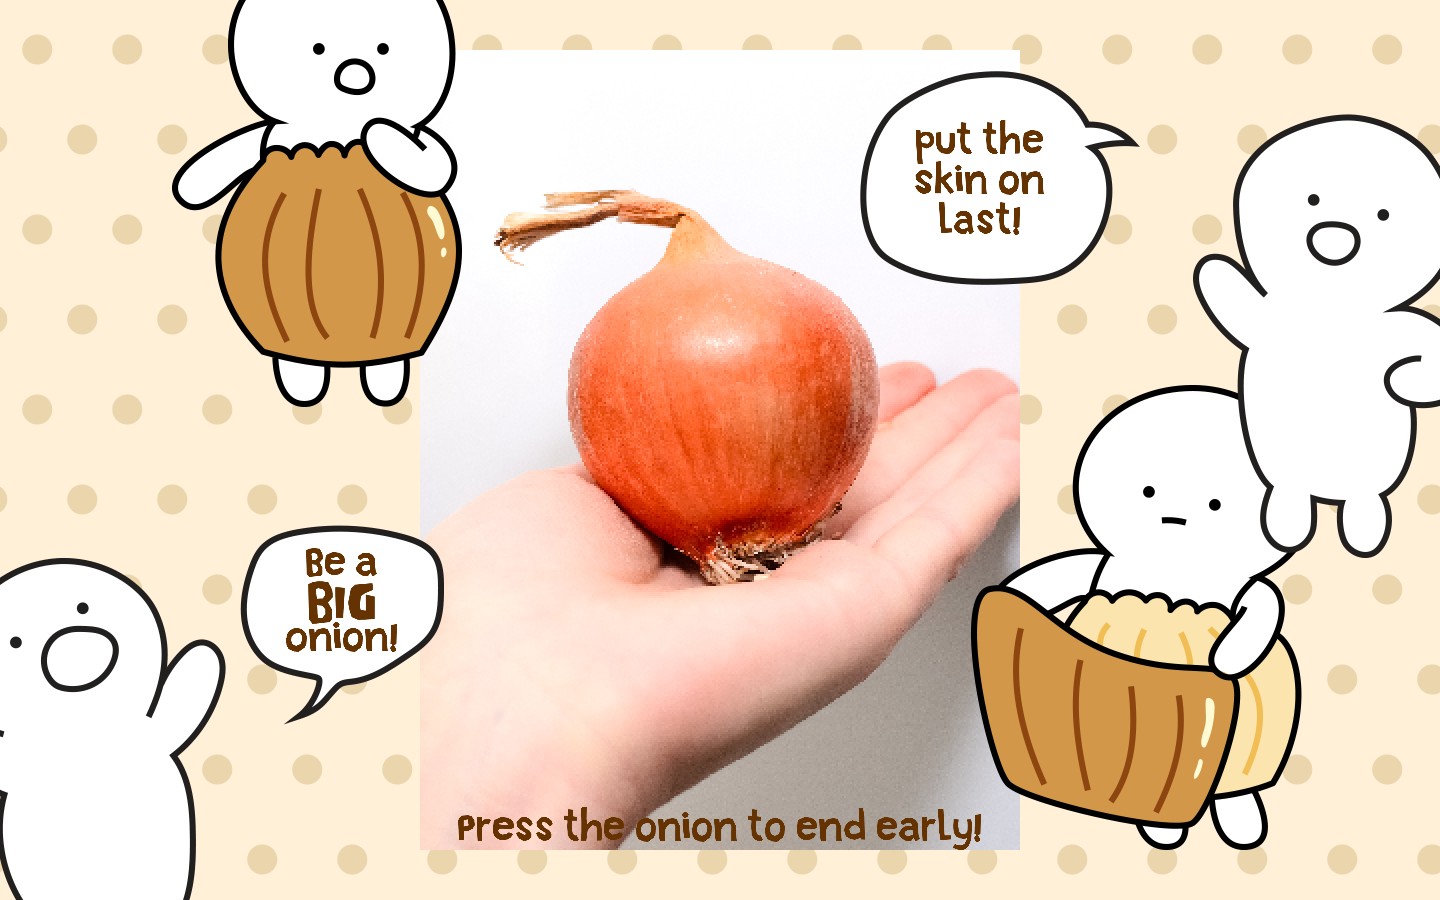 put the
skin on
last!
Be a
BIG
onion!
Press the onion to end early!